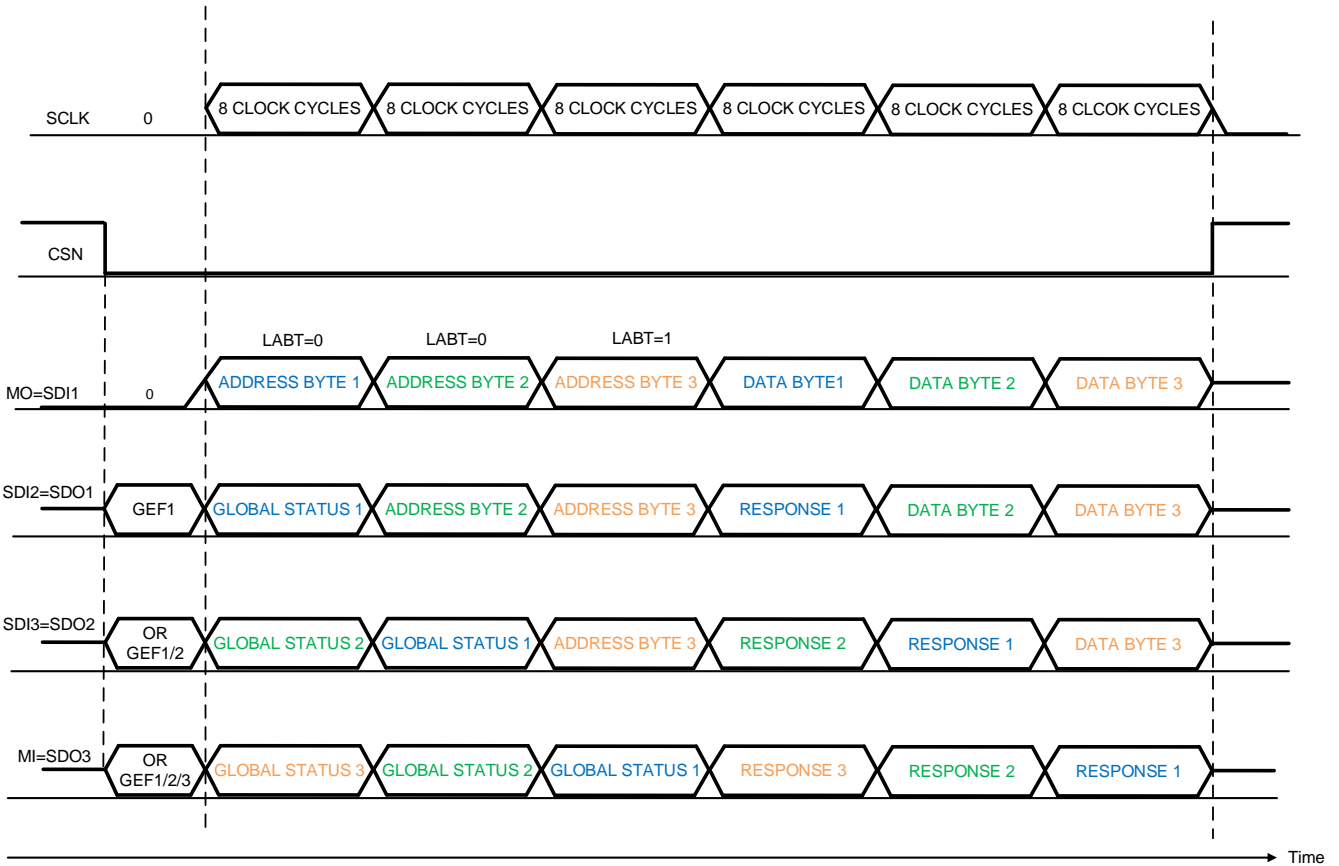 SCLK 0 8 CLOCK CYCLES 8 CLOCK CYCLES 8 CLOCK CYCLES 8 CLOCK CYCLES 8 CLOCK CYCLES 8 CLCOK CYCLES
CSN
LABT=0 LABT=0 LABT=1
MO=SDI1 0 ADDRESS BYTE 1 ADDRESS BYTE 2 ADDRESS BYTE 3 DATA BYTE1 DATA BYTE 2 DATA BYTE 3
SDI2=SDO1 GEF1 GLOBAL STATUS 1 ADDRESS BYTE 2 ADDRESS BYTE 3 RESPONSE 1 DATA BYTE 2 DATA BYTE 3
SDI3=SDO2 OR
GEF1/2 GLOBAL STATUS 2 GLOBAL STATUS 1 ADDRESS BYTE 3 RESPONSE 2 RESPONSE 1 DATA BYTE 3
MI=SDO3 OR
GEF1/2/3 GLOBAL STATUS 3 GLOBAL STATUS 2 GLOBAL STATUS 1 RESPONSE 3 RESPONSE 2 RESPONSE 1
Time